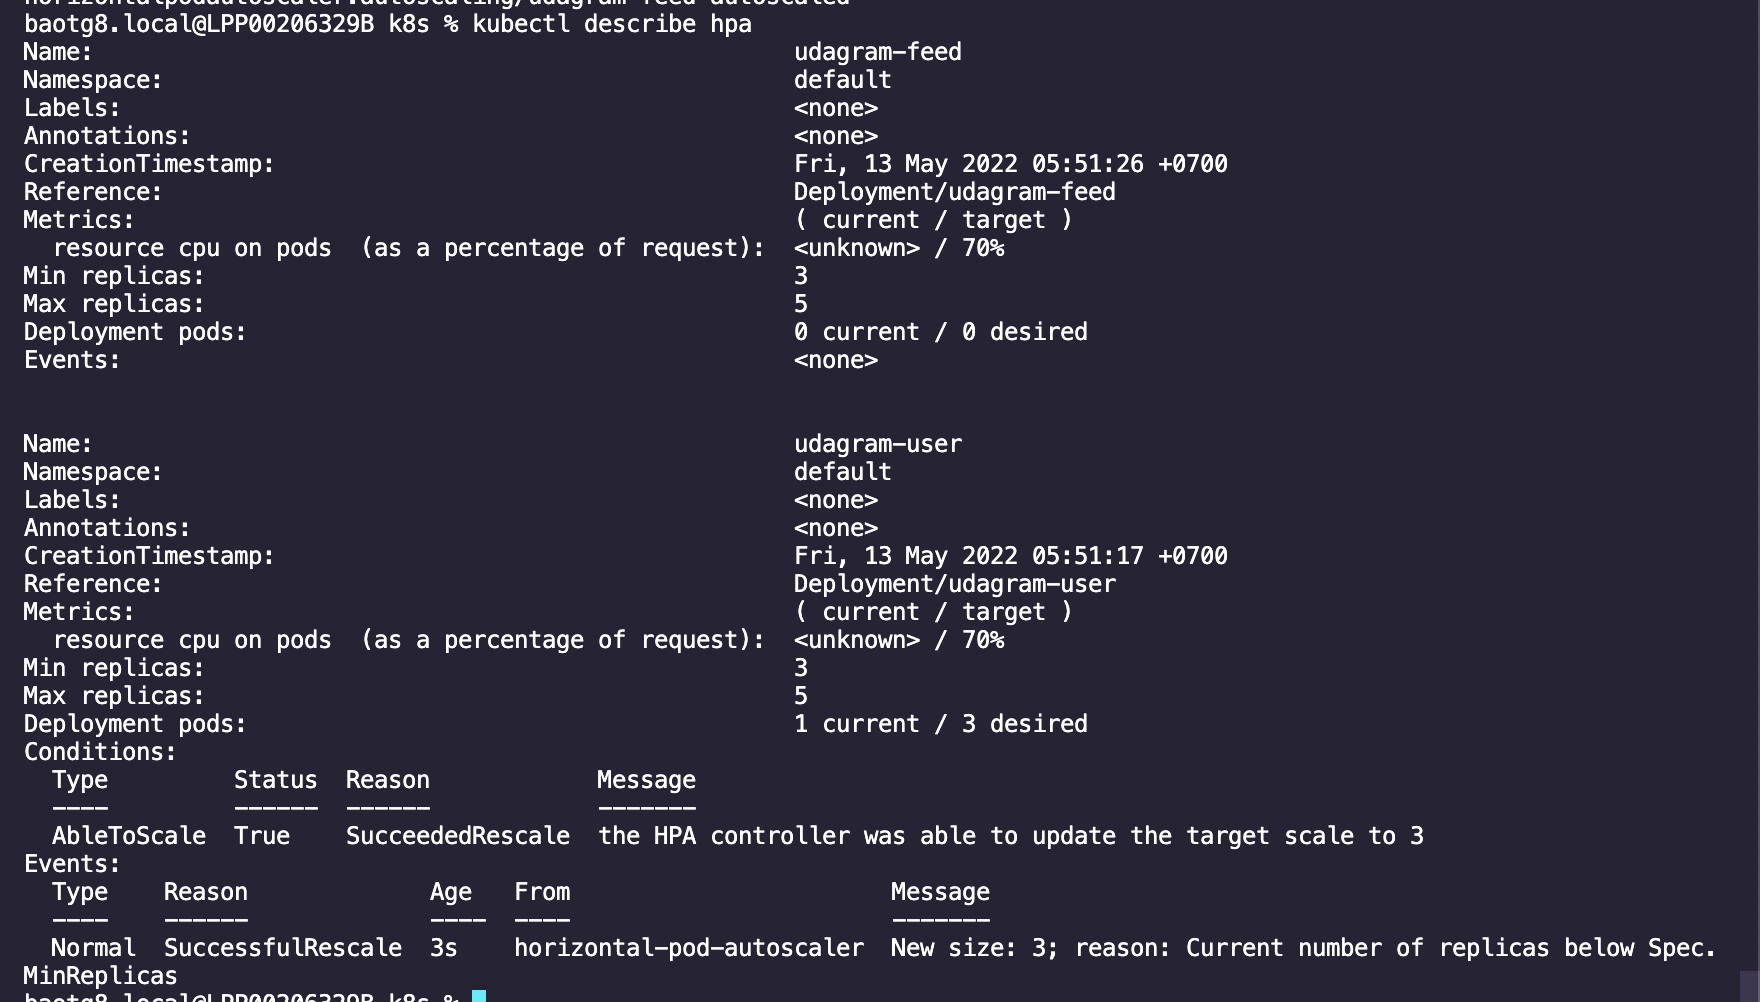 horizontalpodautoscaler.autoscaling/udagram-feed autoscaled
baotg8.local@LPP00206329B k8s % kubectl describe hpa
Name:                                                  udagram-feed
Namespace:                                             default
Labels:                                                <none>
Annotations:                                           <none>
CreationTimestamp:                                     Fri, 13 May 2022 05:51:26 +0700
Reference:                                             Deployment/udagram-feed
Metrics:                                               ( current / target )
  resource cpu on pods  (as a percentage of request):  <unknown> / 70%
Min replicas:                                          3
Max replicas:                                          5
Deployment pods:                                       0 current / 0 desired
Events:                                                <none>
Name:                                                  udagram-user
Namespace:                                             default
Labels:                                                <none>
Annotations:                                           <none>
CreationTimestamp:                                     Fri, 13 May 2022 05:51:17 +0700
Reference:                                             Deployment/udagram-user
Metrics:                                               ( current / target )
  resource cpu on pods  (as a percentage of request):  <unknown> / 70%
Min replicas:                                          3
Max replicas:                                          5
Deployment pods:                                       1 current / 3 desired
Conditions:
  Type         Status  Reason            Message
  ----         ------  ------            -------
  AbleToScale  True    SucceededRescale  the HPA controller was able to update the target scale to 3
Events:
  Type    Reason             Age   From                       Message
  ----    ------             ----  ----                       -------
  Normal  SuccessfulRescale  3s    horizontal-pod-autoscaler  New size: 3; reason: Current number of replicas below Spec.
MinReplicas
baotg8.local@LPP00206329B k8s %